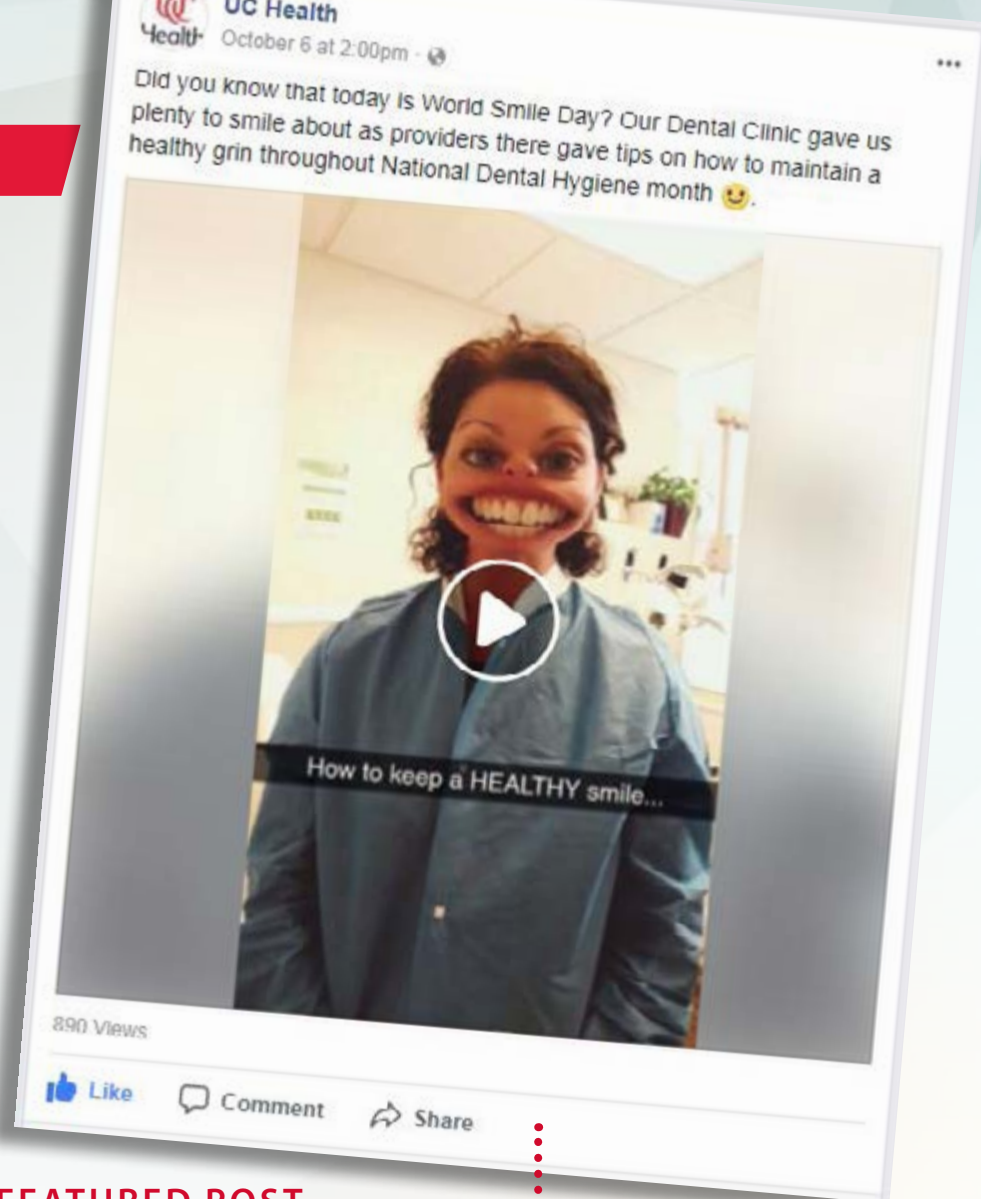 UC Health
Health
October 6 at 2:00pm ·
Did you know that today is World Smile Day? Our Dental Clinic gave us
plenty to smile about as providers there gave tips on how to maintain a
healthy grin throughout National Dental Hygiene month 🙂.
How to keep a HEALTHY smile...
890 Views
Like Comment Share
FEATURED POST